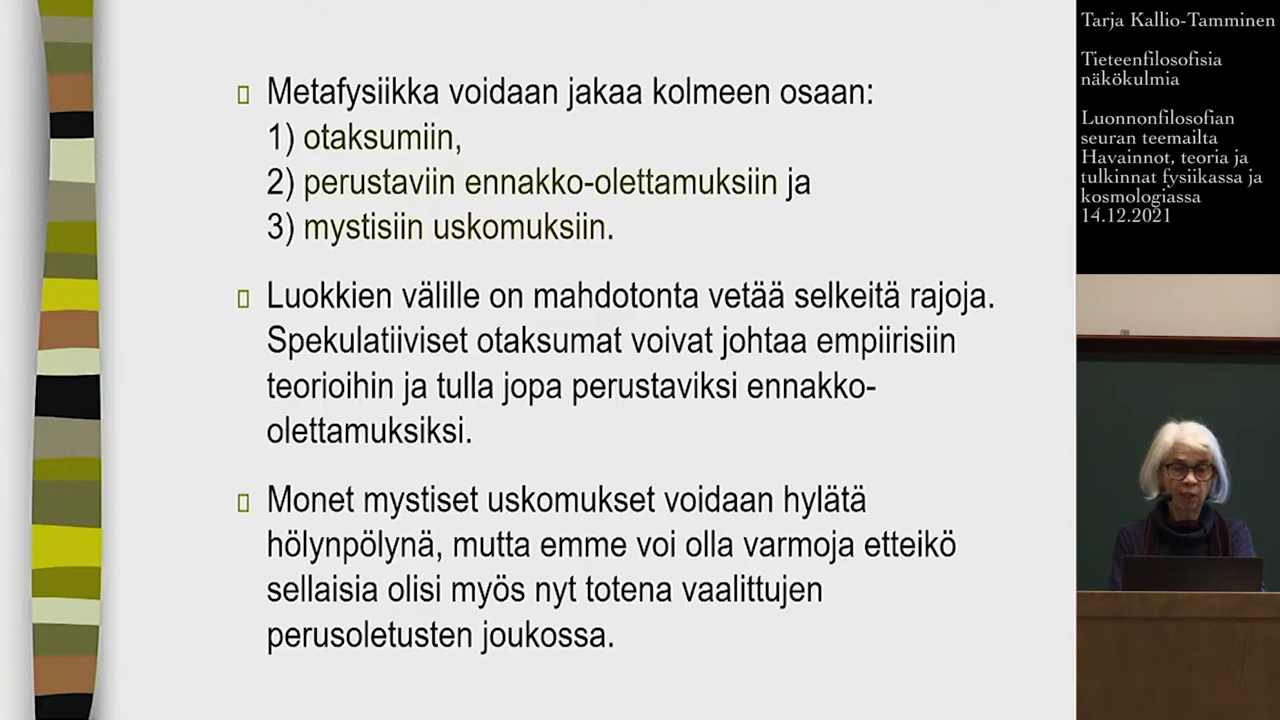 Metafysiikka voidaan jakaa kolmeen osaan:
1) otaksumiin,
2) perustaviin ennakko-olettamuksiin ja
3) mystisiin uskomuksiin.
Luokkien välille on mahdotonta vetää selkeitä rajoja.
Spekulatiiviset otaksumat voivat johtaa empiirisiin
teorioihin ja tulla jopa perustaviksi ennakko-
olettamuksiksi.
Monet mystiset uskomukset voidaan hylätä
hölynpölynä, mutta emme voi olla varmoja etteikö
sellaisia olisi myös nyt totena vaalittujen
perusoletusten joukossa.
Tarja Kallio-Tamminen
Tieteenfilosofisia
näkökulmia
Luonnonfilosofian
seuran teemailta
Havainnot, teoria ja
tulkinnat fysiikassa ja
kosmologiassa
14.12.2021